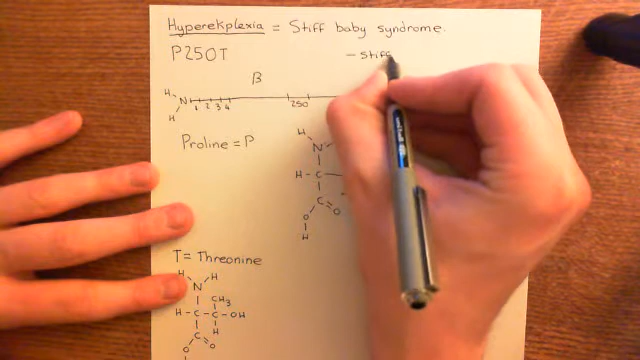 Hyperekplexia = Stiff baby syndrome.
P250T
- Stiff
β
H
N 1 2 3 4 250
H
Proline = P
H
N
H - C -
C
O O
H
T = Threonine
H H
N CH3
H - C - C - OH
C H
O O